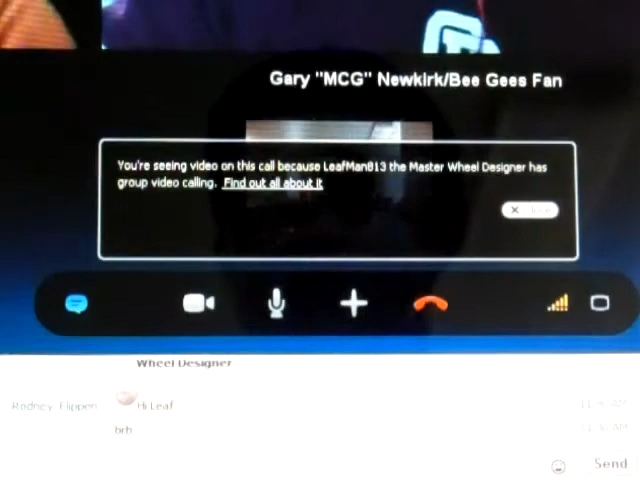 Gary "MCG" Newkirk/Bee Gees Fan
You're seeing video on this call because LeafMan813 the Master Wheel Designer has
group video calling. Find out all about it
Wheel Designer
Rodney Flippen
Hi Leaf
brb
Send